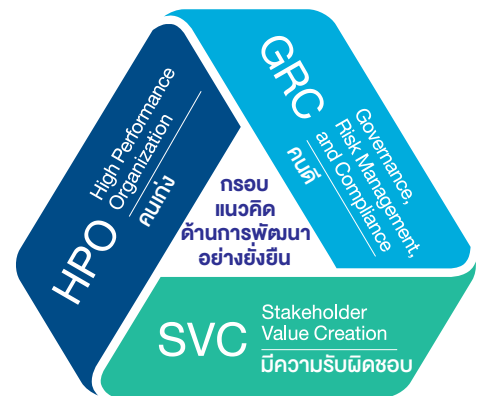 HPO
High Performance
Organization
คนเก่ง
GRC
Governance,
Risk Management,
and Compliance
คนดี
กรอบ
แนวคิด
ด้านการพัฒนา
อย่างยั่งยืน
SVC
Stakeholder
Value Creation
มีความรับผิดชอบ